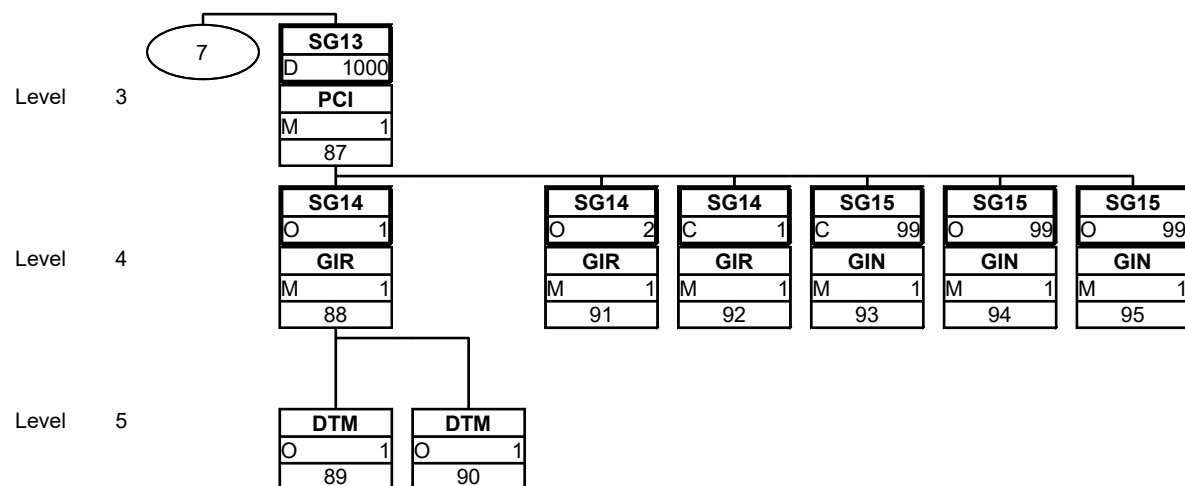 7
SG13
D 1000
Level 3
PCI
M 1
87
SG14 SG14 SG14 SG15 SG15 SG15
O 1 O 2 C 1 C 99 O 99 O 99
Level 4
GIR GIR GIR GIN GIN GIN
M 1 M 1 M 1 M 1 M 1 M 1
88 91 92 93 94 95
Level 5
DTM DTM
O 1 O 1
89 90